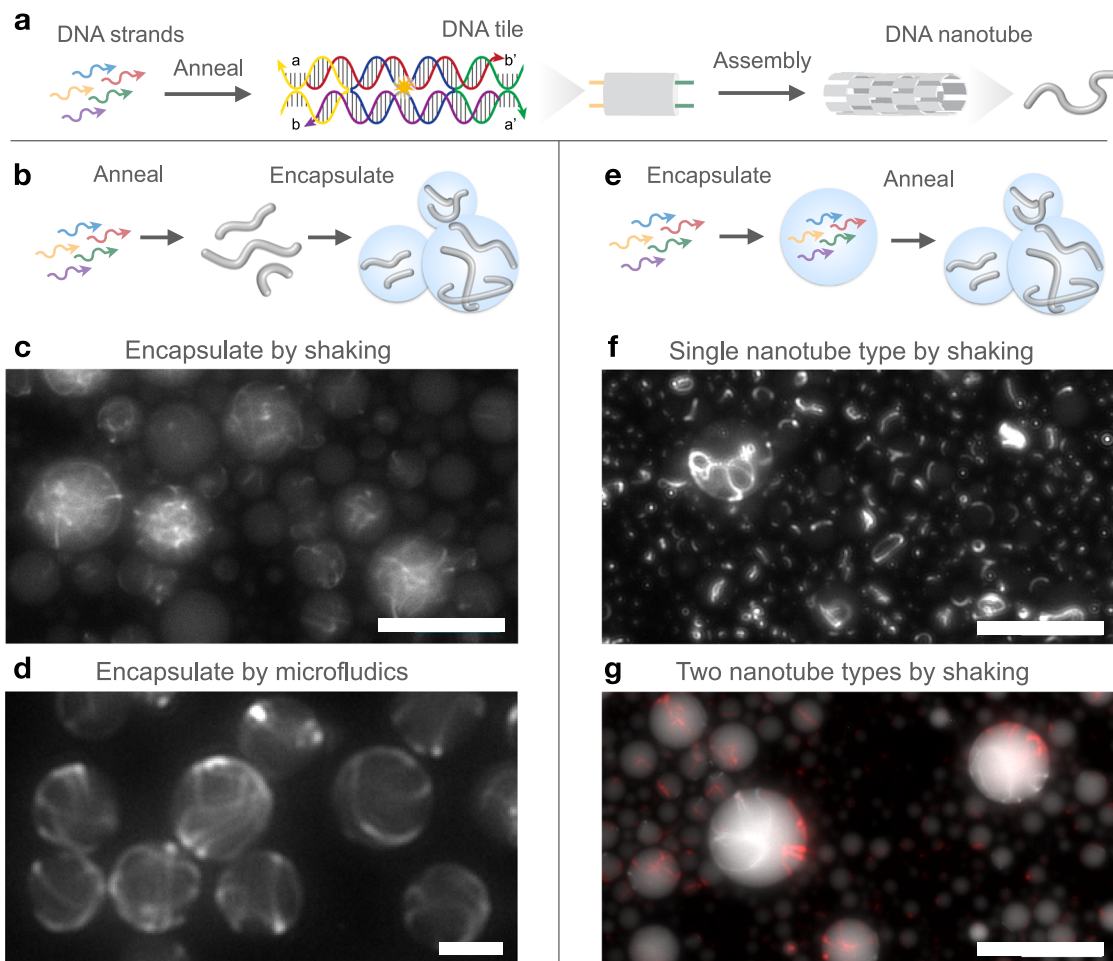 a
DNA strands
Anneal
DNA tile
a
b'
b
a'
Assembly
DNA nanotube
b
Anneal
Encapsulate
e
Encapsulate
Anneal
c
Encapsulate by shaking
f
Single nanotube type by shaking
d
Encapsulate by microfludics
g
Two nanotube types by shaking